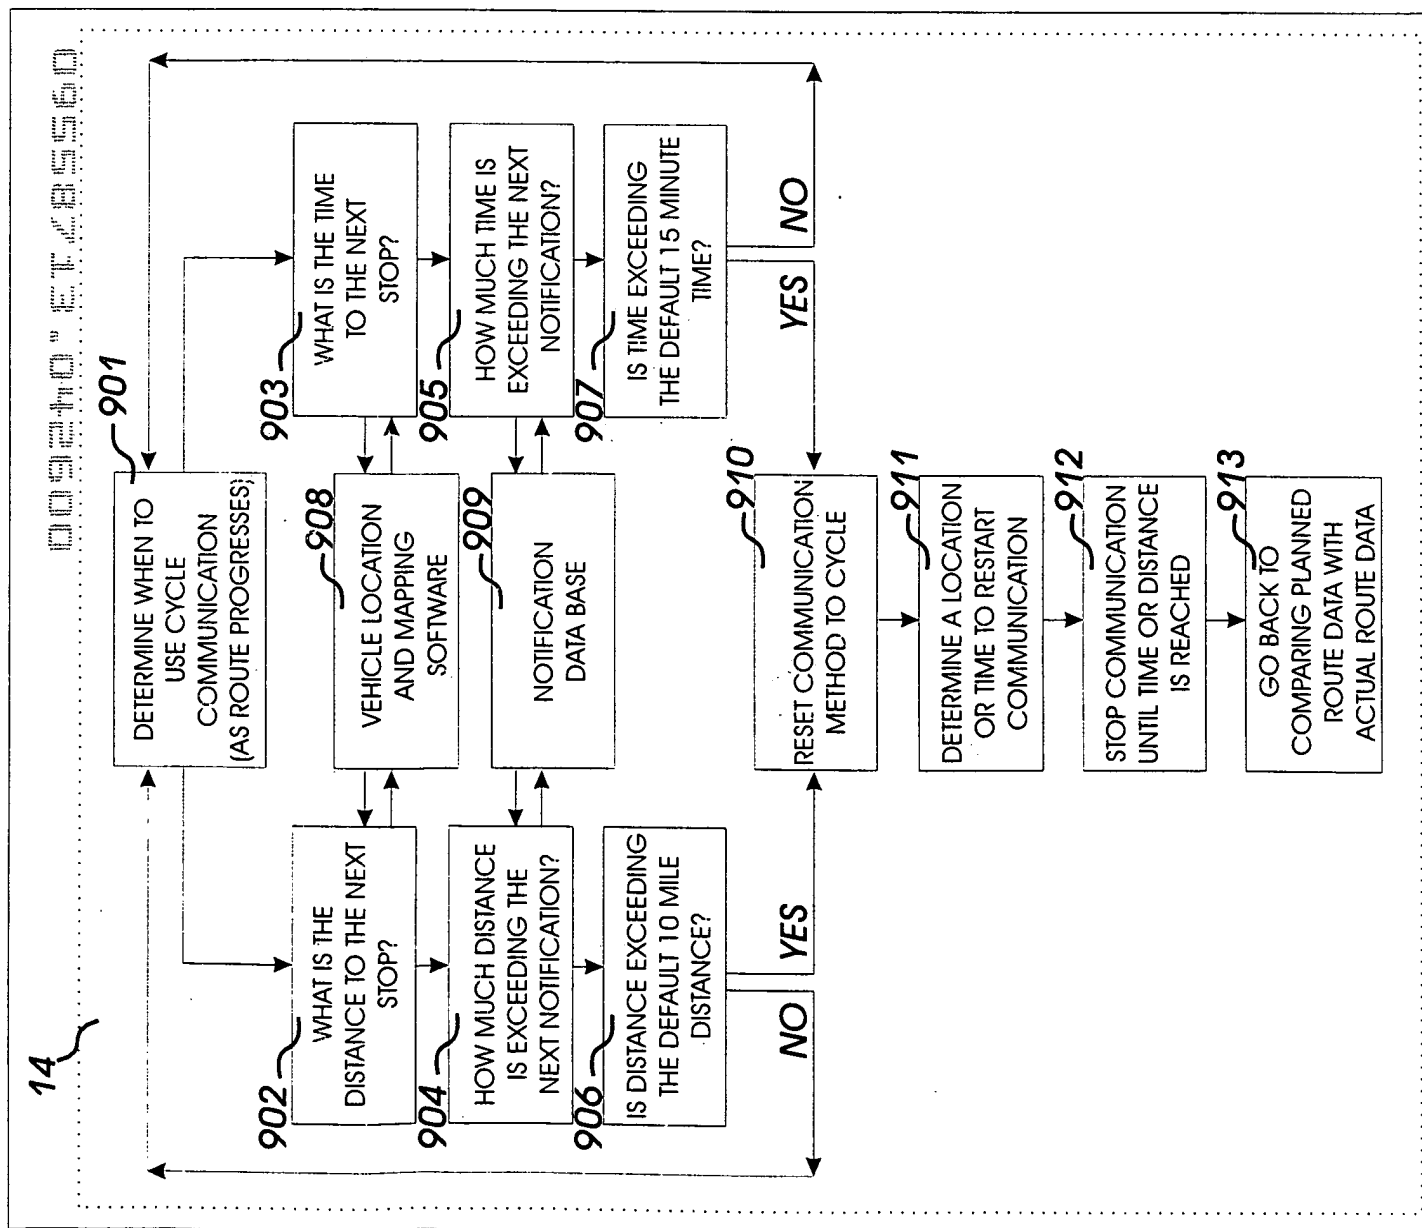 09558713.042600
14
901
DETERMINE WHEN TO
USE CYCLE
COMMUNICATION
(AS ROUTE PROGRESSES)
902
WHAT IS THE
DISTANCE TO THE NEXT
STOP?
908
VEHICLE LOCATION
AND MAPPING
SOFTWARE
903
WHAT IS THE TIME
TO THE NEXT
STOP?
904
HOW MUCH DISTANCE
IS EXCEEDING THE
NEXT NOTIFICATION?
909
NOTIFICATION
DATA BASE
905
HOW MUCH TIME IS
EXCEEDING THE NEXT
NOTIFICATION?
906
IS DISTANCE EXCEEDING
THE DEFAULT 10 MILE
DISTANCE?
907
IS TIME EXCEEDING
THE DEFAULT 15 MINUTE
TIME?
NO
YES
YES
NO
910
RESET COMMUNICATION
METHOD TO CYCLE
911
DETERMINE A LOCATION
OR TIME TO RESTART
COMMUNICATION
912
STOP COMMUNICATION
UNTIL TIME OR DISTANCE
IS REACHED
913
GO BACK TO
COMPARING PLANNED
ROUTE DATA WITH
ACTUAL ROUTE DATA